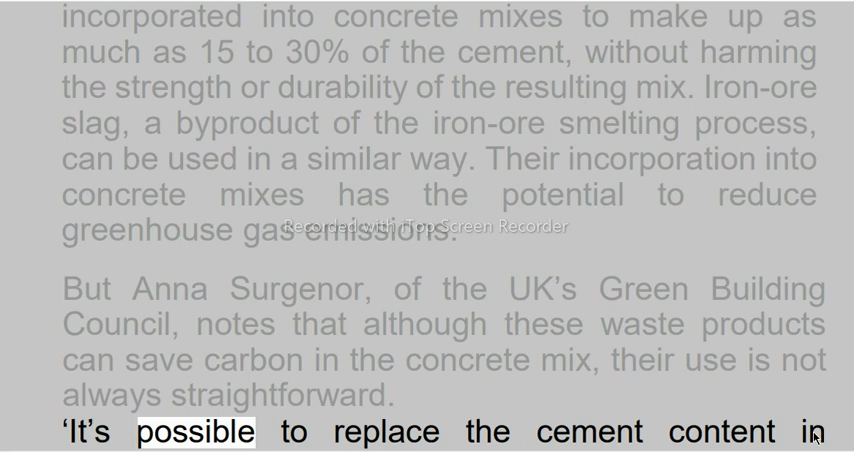 incorporated into concrete mixes to make up as
much as 15 to 30% of the cement, without harming
the strength or durability of the resulting mix. Iron-ore
slag, a byproduct of the iron-ore smelting process,
can be used in a similar way. Their incorporation into
concrete mixes has the potential to reduce
greenhouse gas emissions.
Recorded with iTop Screen Recorder
But Anna Surgenor, of the UK’s Green Building
Council, notes that although these waste products
can save carbon in the concrete mix, their use is not
always straightforward.
‘It’s possible to replace the cement content in